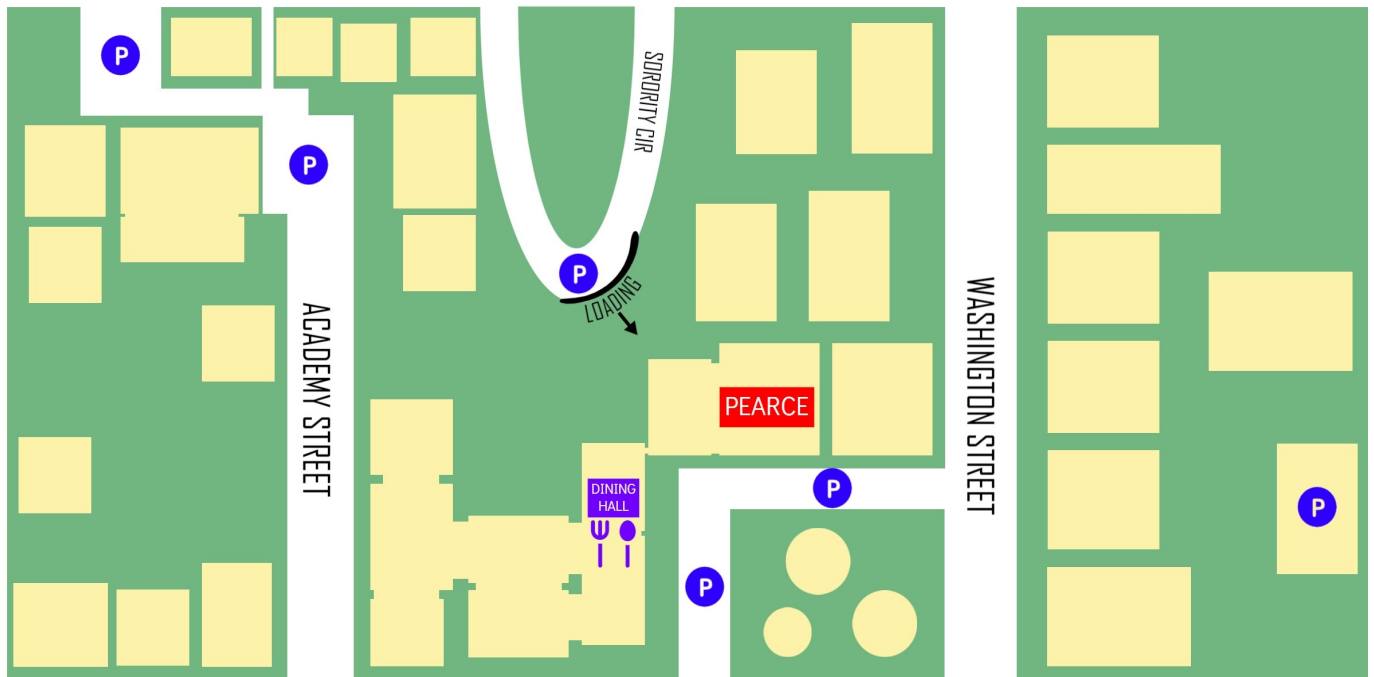 P
SORORITY CIR
P
P
LOADING
ACADEMY STREET
WASHINGTON STREET
PEARCE
DINING
HALL
P
P
P